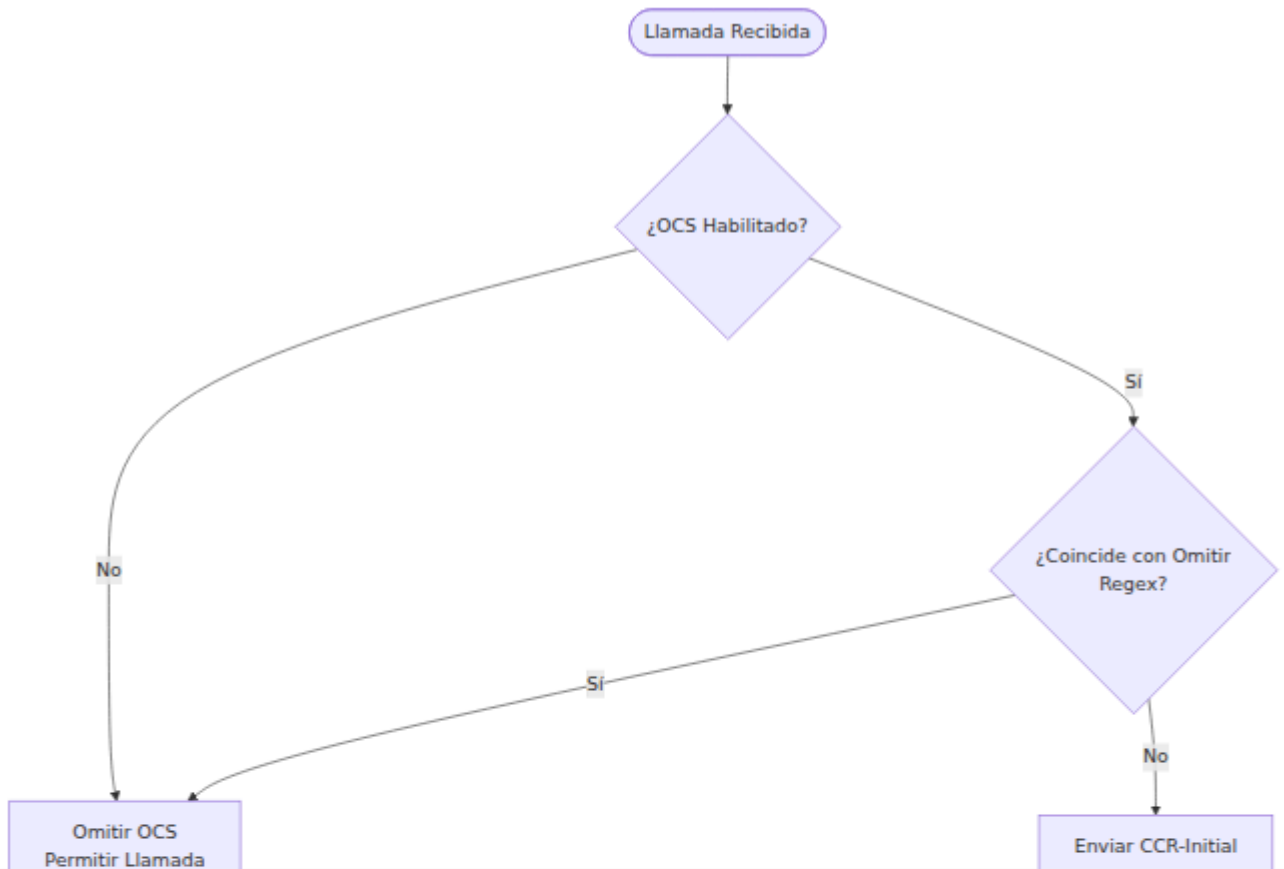 Llamada Recibida
¿OCS Habilitado?
Sí
¿Coincide con Omitir
Regex?
No
Sí
No
Omitir OCS
Permitir Llamada
Enviar CCR-Initial